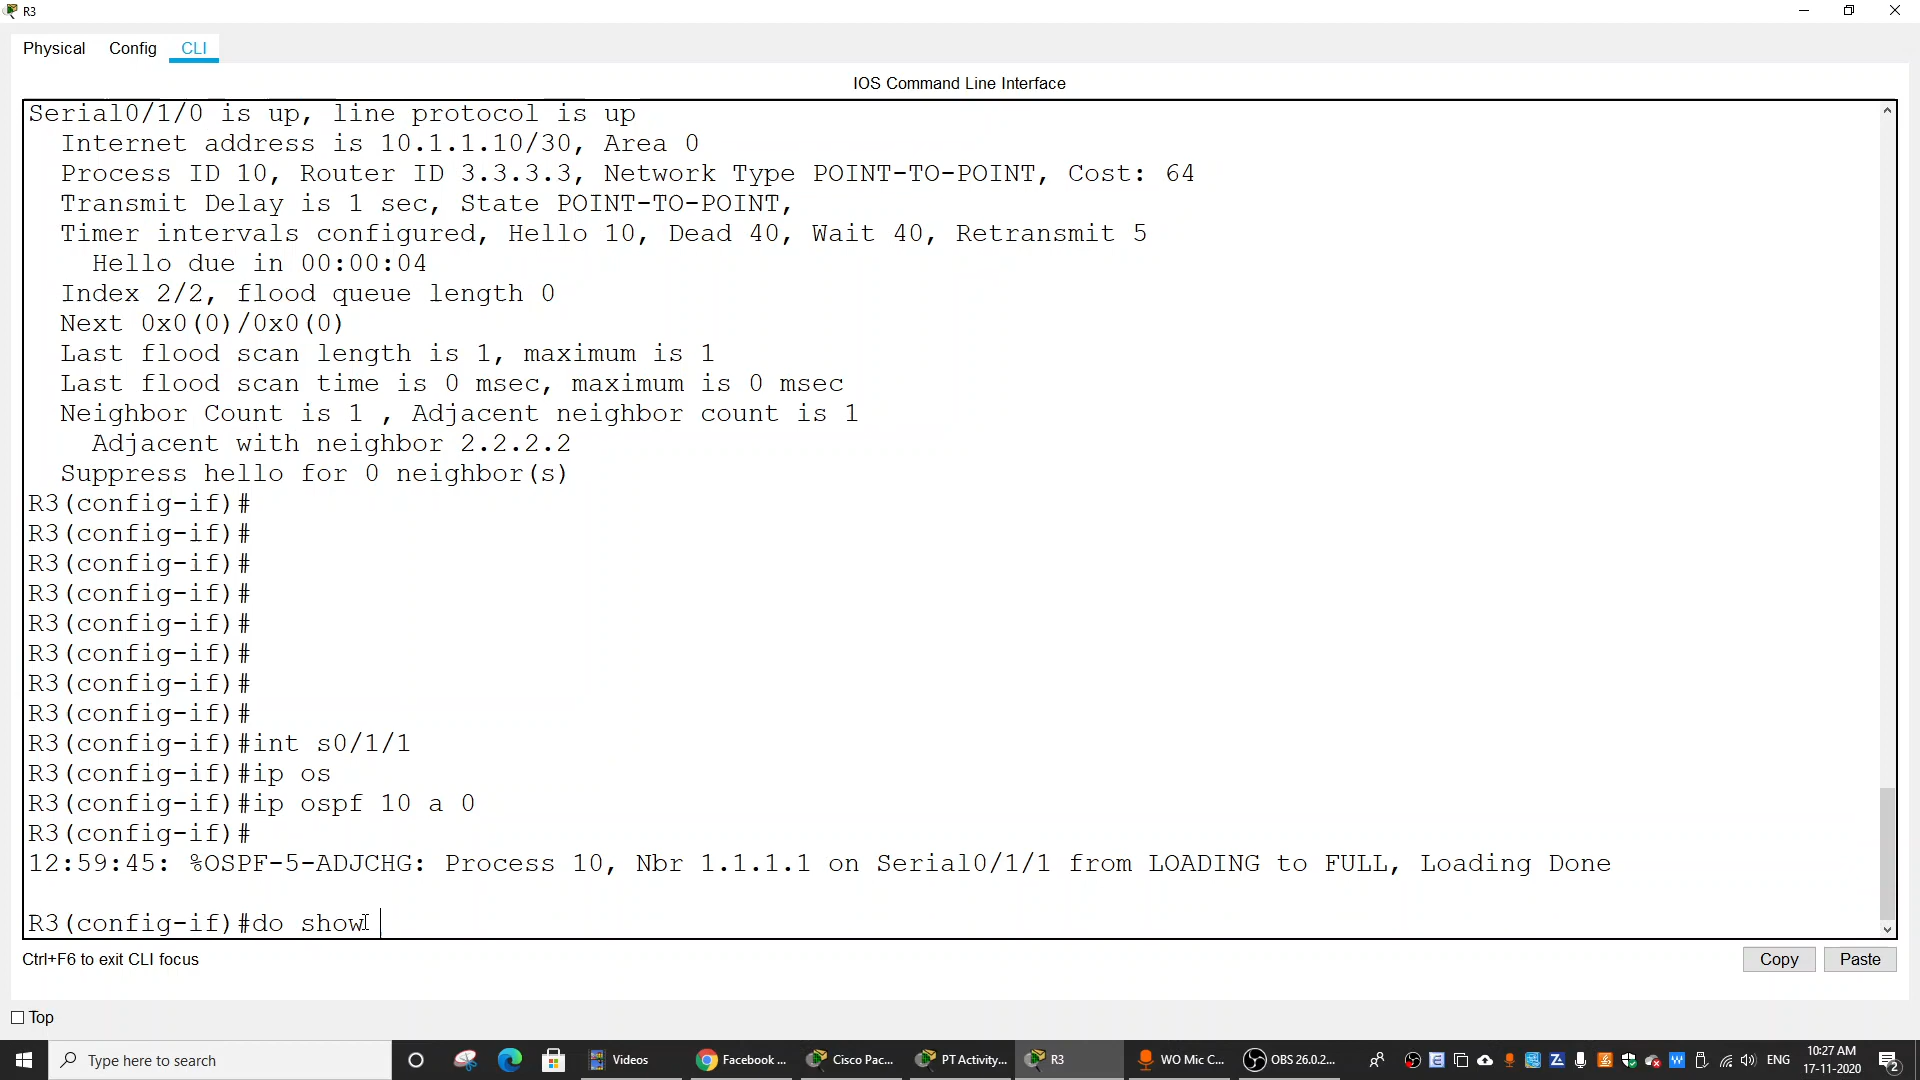 R3
Physical Config CLI
IOS Command Line Interface
Serial0/1/0 is up, line protocol is up
Internet address is 10.1.1.10/30, Area 0
Process ID 10, Router ID 3.3.3.3, Network Type POINT-TO-POINT, Cost: 64
Transmit Delay is 1 sec, State POINT-TO-POINT,
Timer intervals configured, Hello 10, Dead 40, Wait 40, Retransmit 5
Hello due in 00:00:04
Index 2/2, flood queue length 0
Next 0x0(0)/0x0(0)
Last flood scan length is 1, maximum is 1
Last flood scan time is 0 msec, maximum is 0 msec
Neighbor Count is 1 , Adjacent neighbor count is 1
Adjacent with neighbor 2.2.2.2
Suppress hello for 0 neighbor(s)
R3(config-if)#
R3(config-if)#
R3(config-if)#
R3(config-if)#
R3(config-if)#
R3(config-if)#
R3(config-if)#
R3(config-if)#
R3(config-if)#int s0/1/1
R3(config-if)#ip os
R3(config-if)#ip ospf 10 a 0
R3(config-if)#
12:59:45: %OSPF-5-ADJCHG: Process 10, Nbr 1.1.1.1 on Serial0/1/1 from LOADING to FULL, Loading Done
R3(config-if)#do show
Ctrl+F6 to exit CLI focus
Copy Paste
Top
Type here to search Videos Facebook ... Cisco Pac... PT Activity... R3 WO Mic C... OBS 26.0.2... ENG 10:27 AM
17-11-2020 2